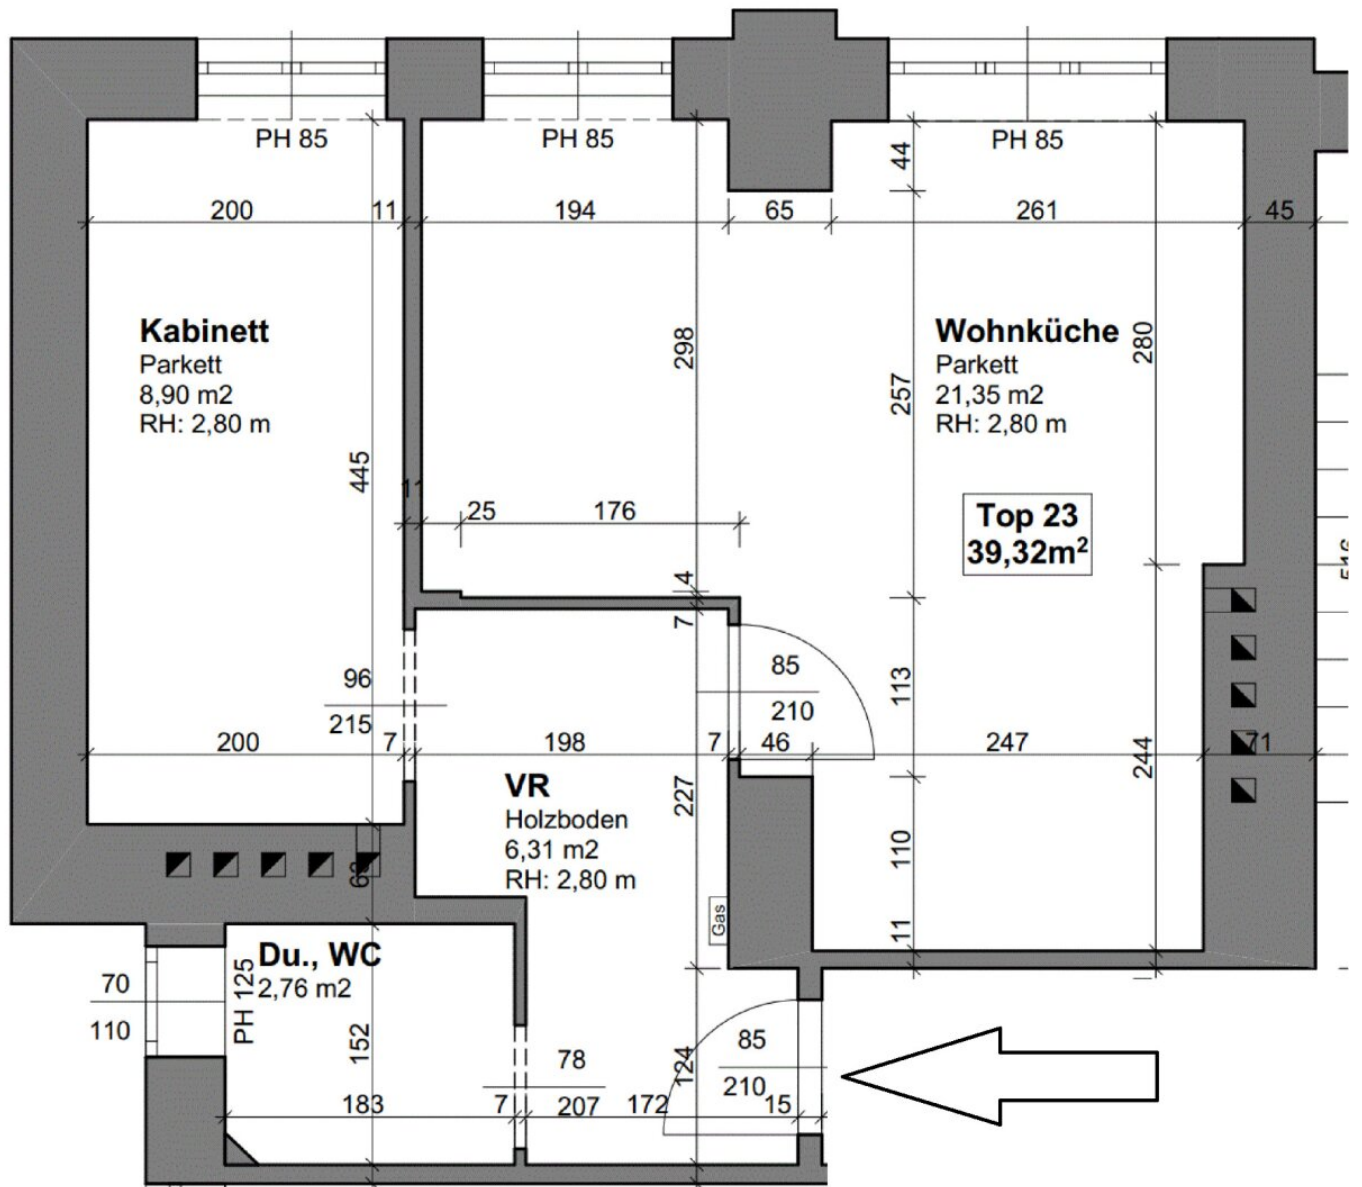 PH 85
PH 85
PH 85
44
200
11
194
65
261
45
Kabinett
Parkett
8,90 m2
RH: 2,80 m
298
Wohnküche
Parkett
21,35 m2
RH: 2,80 m
280
257
445
11
25
176
Top 23
39,32m²
4
7
96
215
85
210
113
200
7
198
7
46
247
244
71
VR
Holzboden
6,31 m2
RH: 2,80 m
227
110
Gas
11
Du., WC
2,76 m2
PH 125
70
110
152
78
207
124
85
210
183
7
172
15